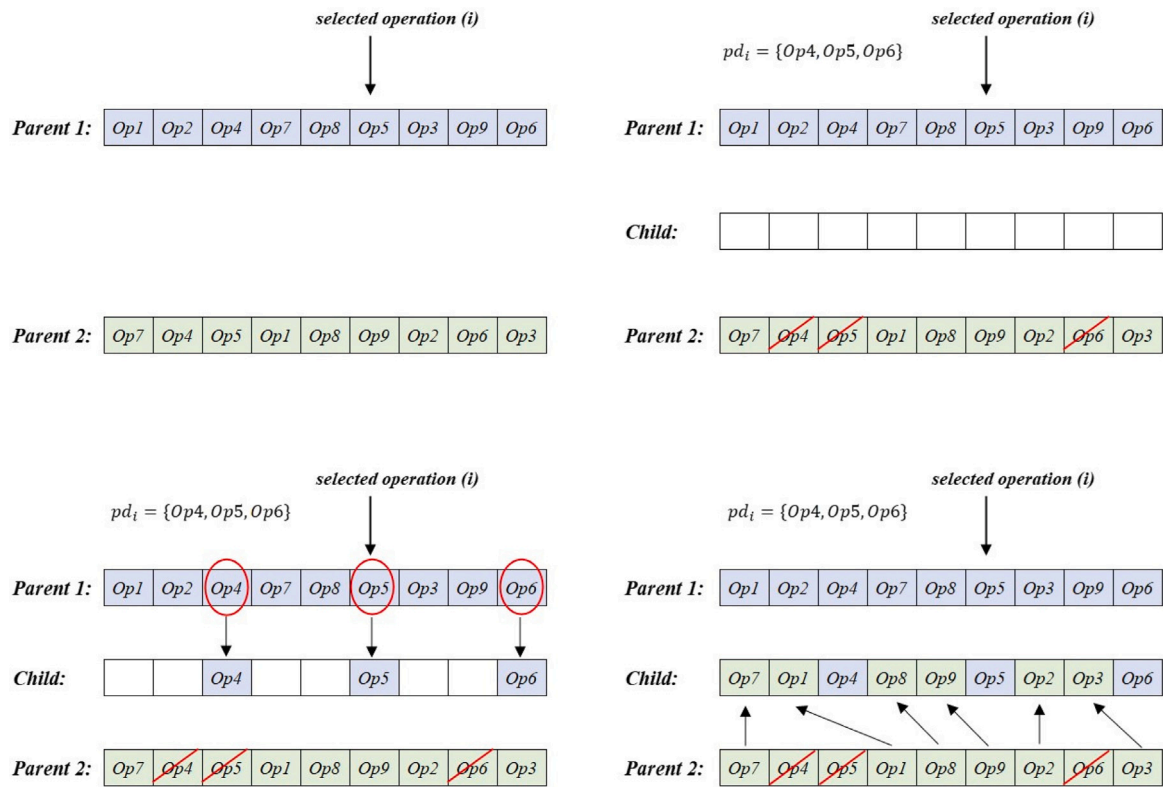 selected operation (i)
Parent 1: Op1 Op2 Op4 Op7 Op8 Op5 Op3 Op9 Op6
Parent 2: Op7 Op4 Op5 Op1 Op8 Op9 Op2 Op6 Op3
selected operation (i)
pd_i = {Op4, Op5, Op6}
Parent 1: Op1 Op2 Op4 Op7 Op8 Op5 Op3 Op9 Op6
Child:
Parent 2: Op7 Op4 Op5 Op1 Op8 Op9 Op2 Op6 Op3
selected operation (i)
pd_i = {Op4, Op5, Op6}
Parent 1: Op1 Op2 Op4 Op7 Op8 Op5 Op3 Op9 Op6
Child: Op4 Op5 Op6
Parent 2: Op7 Op4 Op5 Op1 Op8 Op9 Op2 Op6 Op3
selected operation (i)
pd_i = {Op4, Op5, Op6}
Parent 1: Op1 Op2 Op4 Op7 Op8 Op5 Op3 Op9 Op6
Child: Op7 Op1 Op4 Op8 Op9 Op5 Op2 Op3 Op6
Parent 2: Op7 Op4 Op5 Op1 Op8 Op9 Op2 Op6 Op3